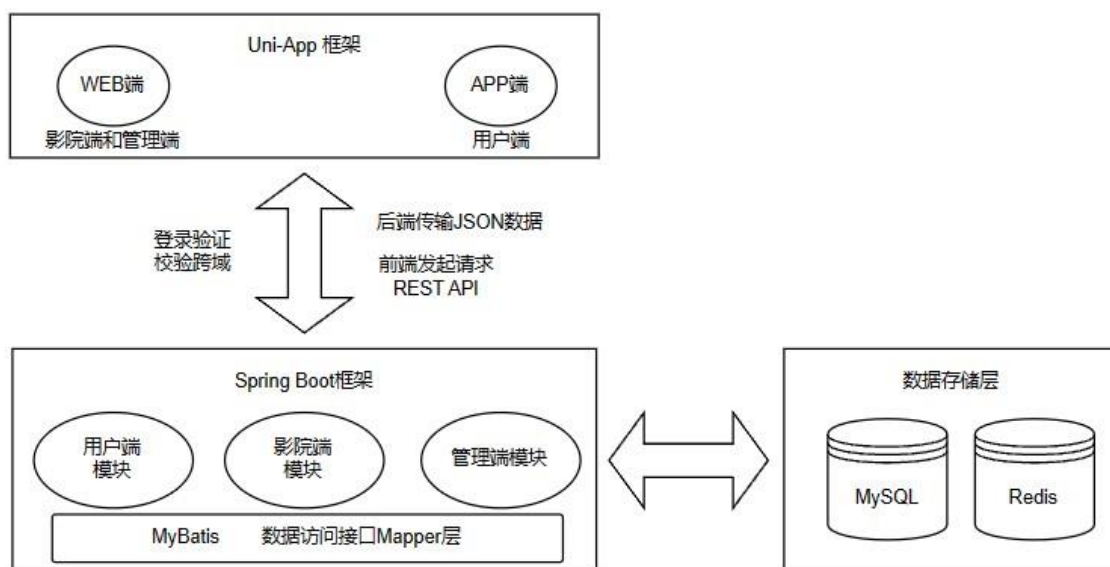 Uni-App 框架
WEB端
APP端
影院端和管理端
用户端
登录验证
校验跨域
后端传输JSON数据
前端发起请求
REST API
Spring Boot框架
用户端
模块
影院端
模块
管理端模块
MyBatis 数据访问接口Mapper层
数据存储层
MySQL
Redis